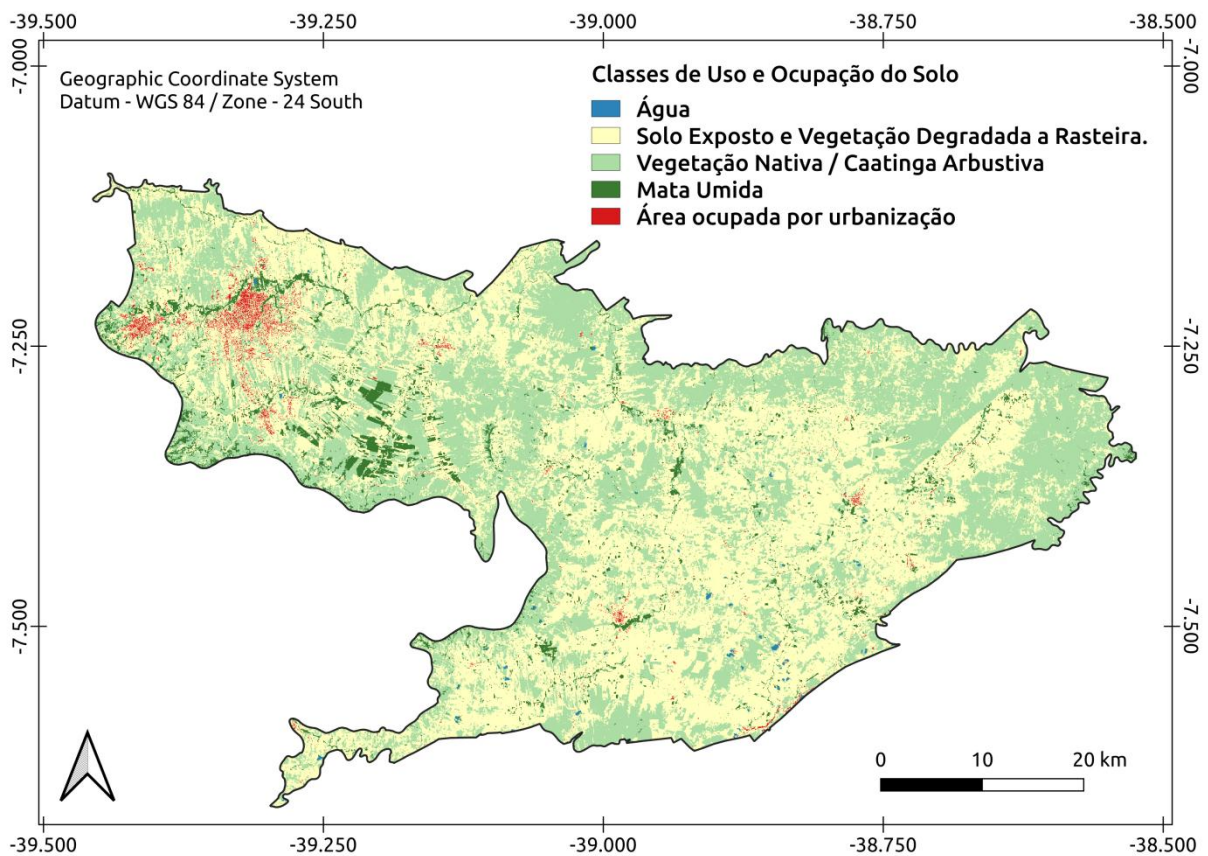 -39.500 -39.250 -39.000 -38.750 -38.500
-7.000 -7.000
Geographic Coordinate System
Datum - WGS 84 / Zone - 24 South
Classes de Uso e Ocupação do Solo
Água
Solo Exposto e Vegetação Degradada a Rasteira.
Vegetação Nativa / Caatinga Arbustiva
Mata Umida
Área ocupada por urbanização
-7.250 -7.250
-7.500 -7.500
0 10 20 km
-39.500 -39.250 -39.000 -38.750 -38.500